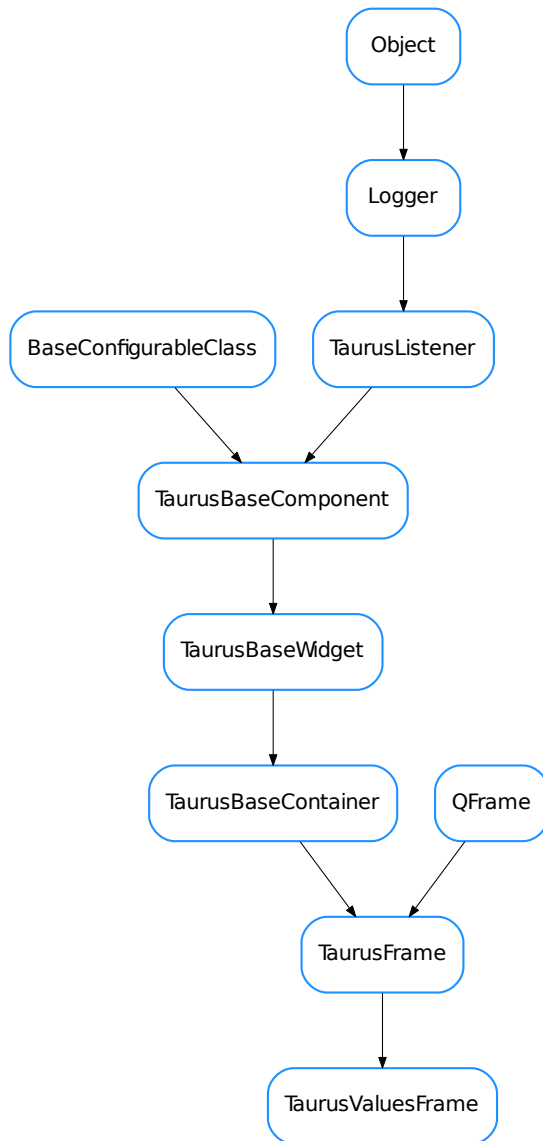 Object
Logger
BaseConfigurableClass
TaurusListener
TaurusBaseComponent
TaurusBaseWidget
TaurusBaseContainer
QFrame
TaurusFrame
TaurusValuesFrame